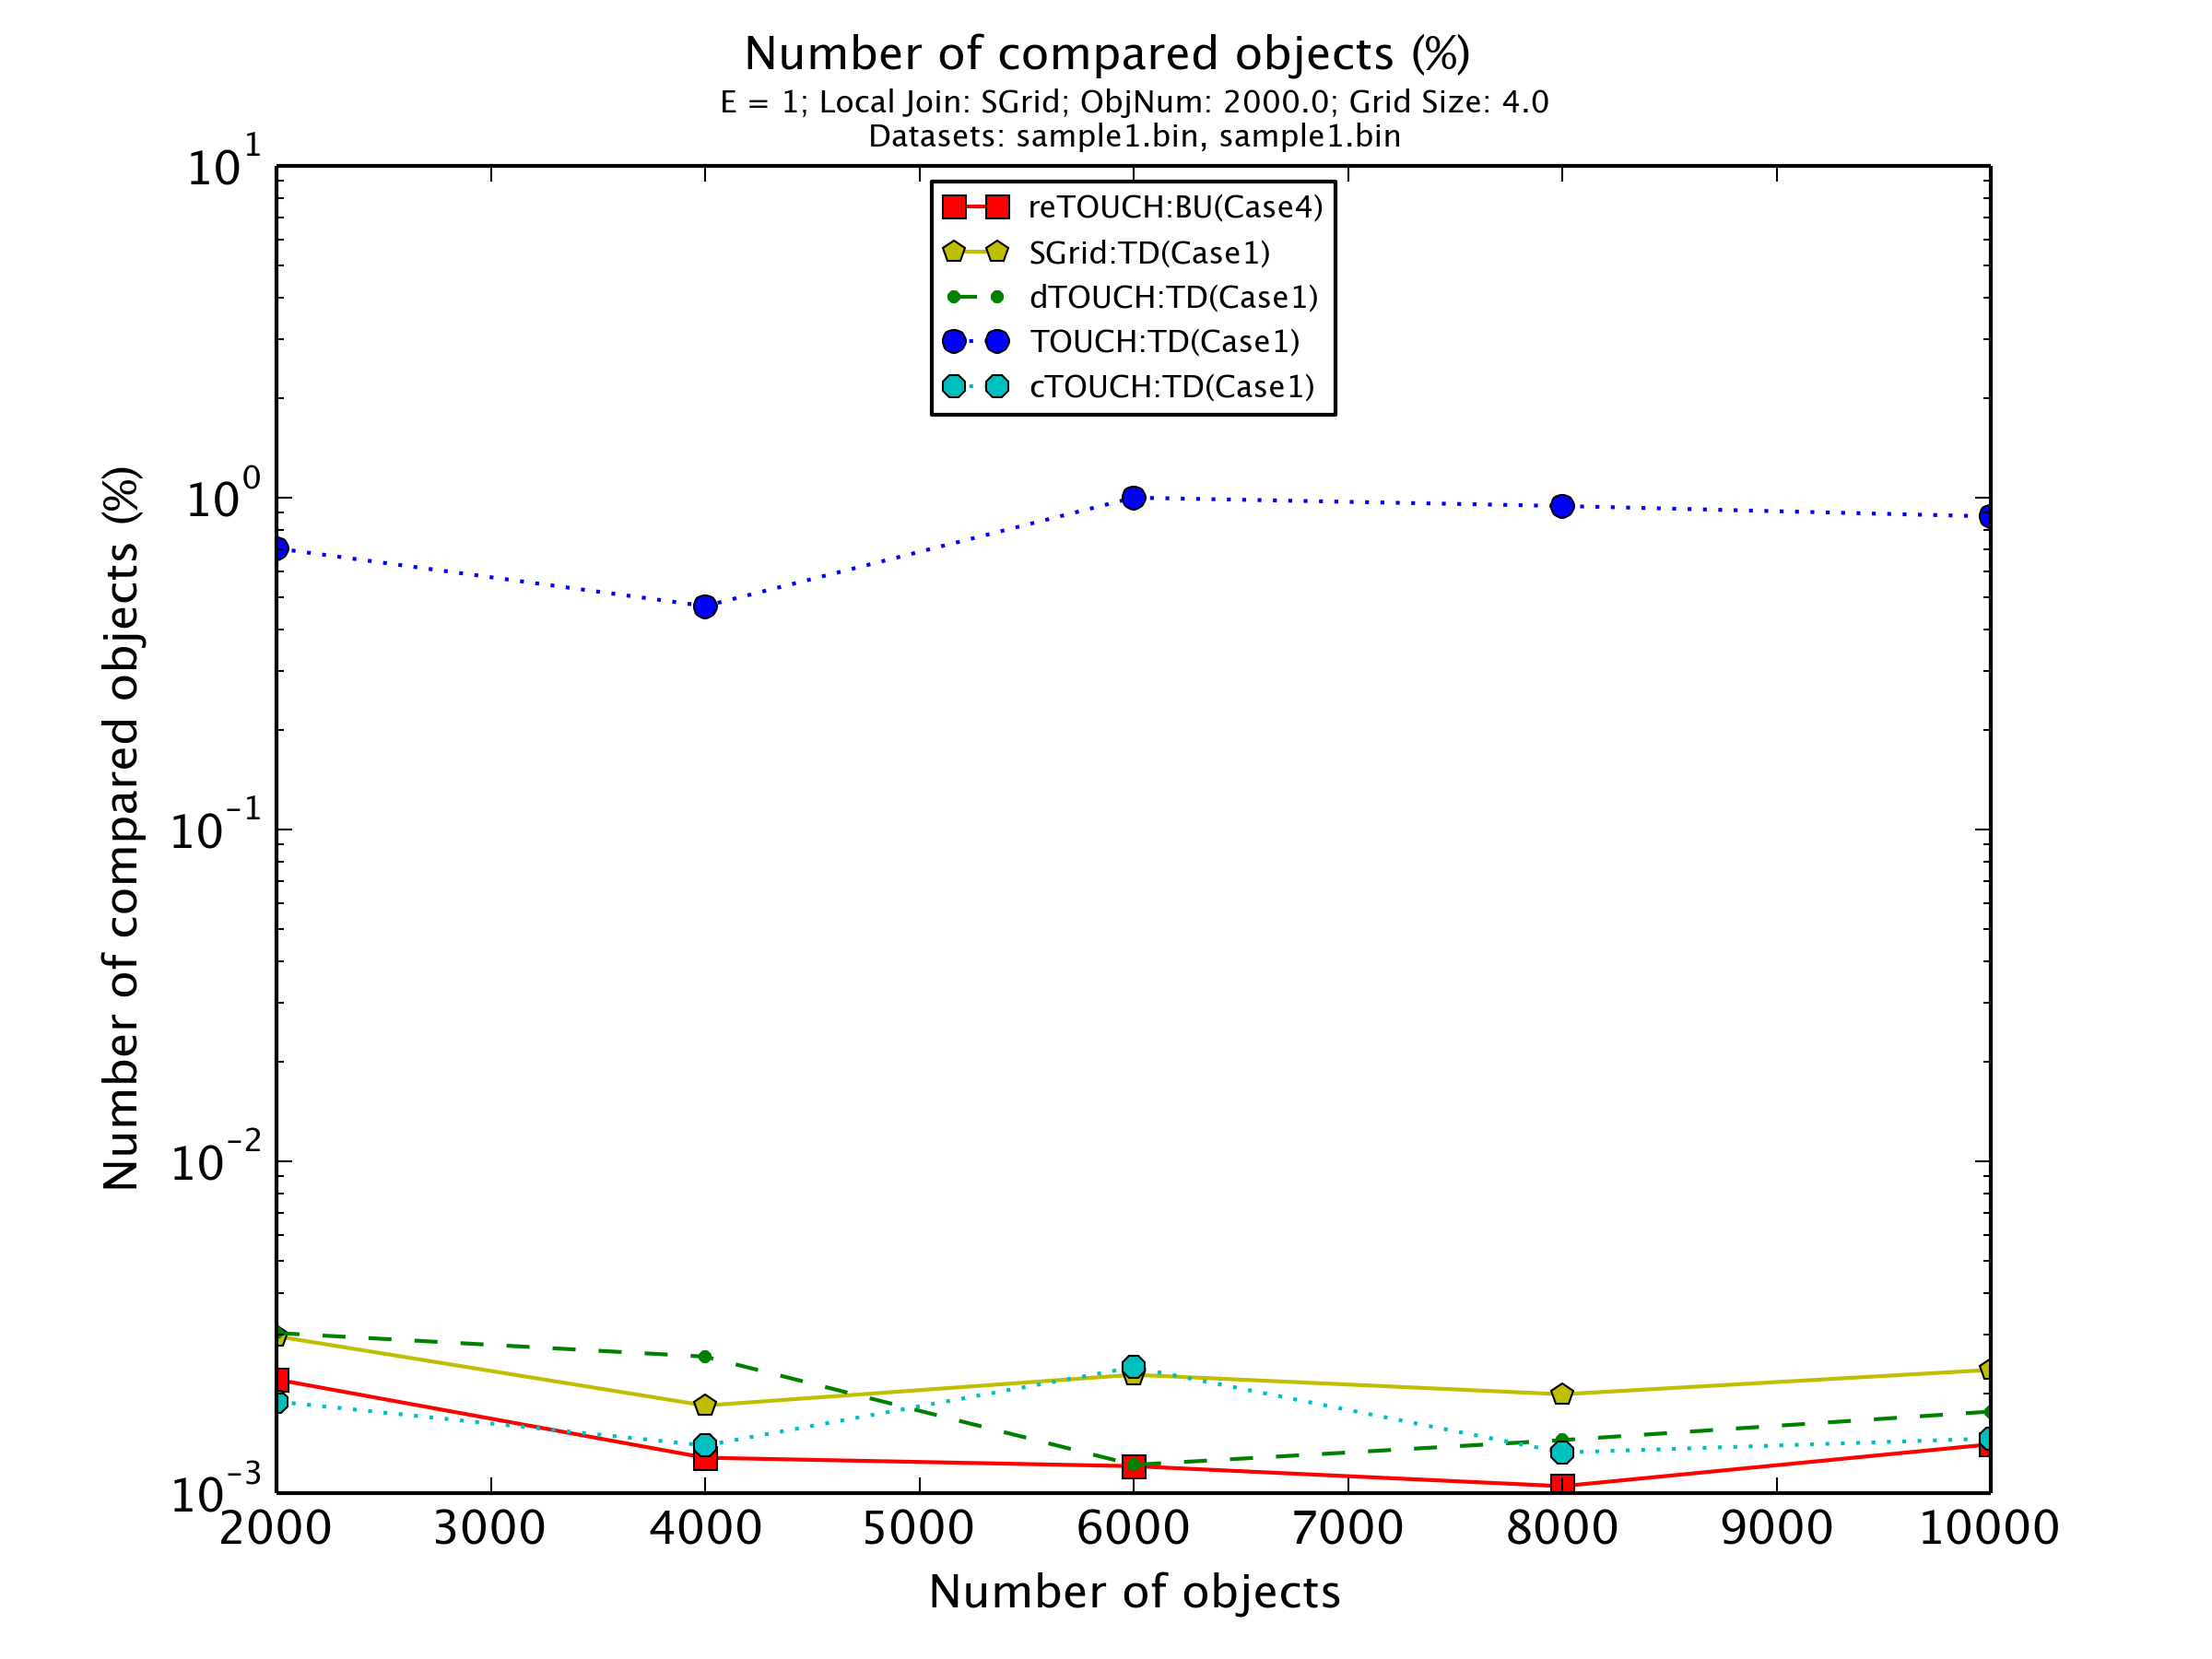 Number of compared objects (%)
E = 1; Local Join: SGrid; ObjNum: 2000.0; Grid Size: 4.0
Datasets: sample1.bin, sample1.bin
reTOUCH:BU(Case4)
SGrid:TD(Case1)
dTOUCH:TD(Case1)
TOUCH:TD(Case1)
cTOUCH:TD(Case1)
Number of compared objects (%)
10^1
10^0
10^-1
10^-2
10^-3
2000 3000 4000 5000 6000 7000 8000 9000 10000
Number of objects